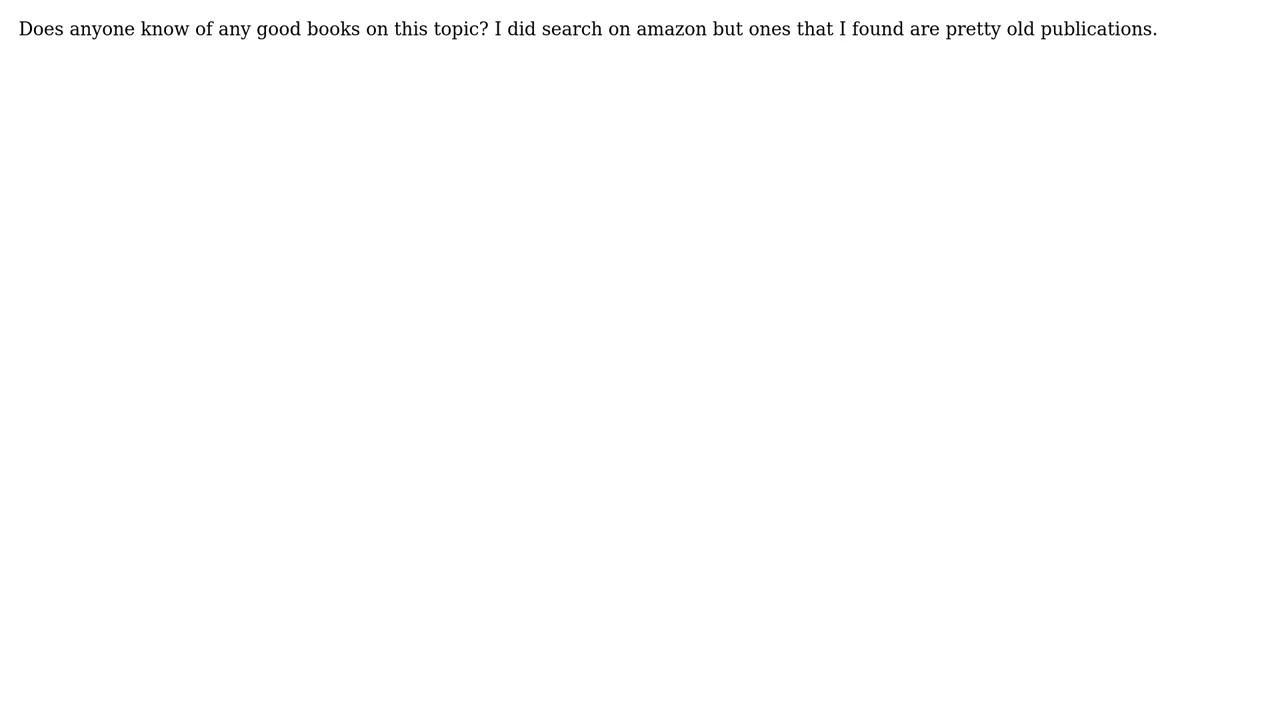 Does anyone know of any good books on this topic? I did search on amazon but ones that I found are pretty old publications.